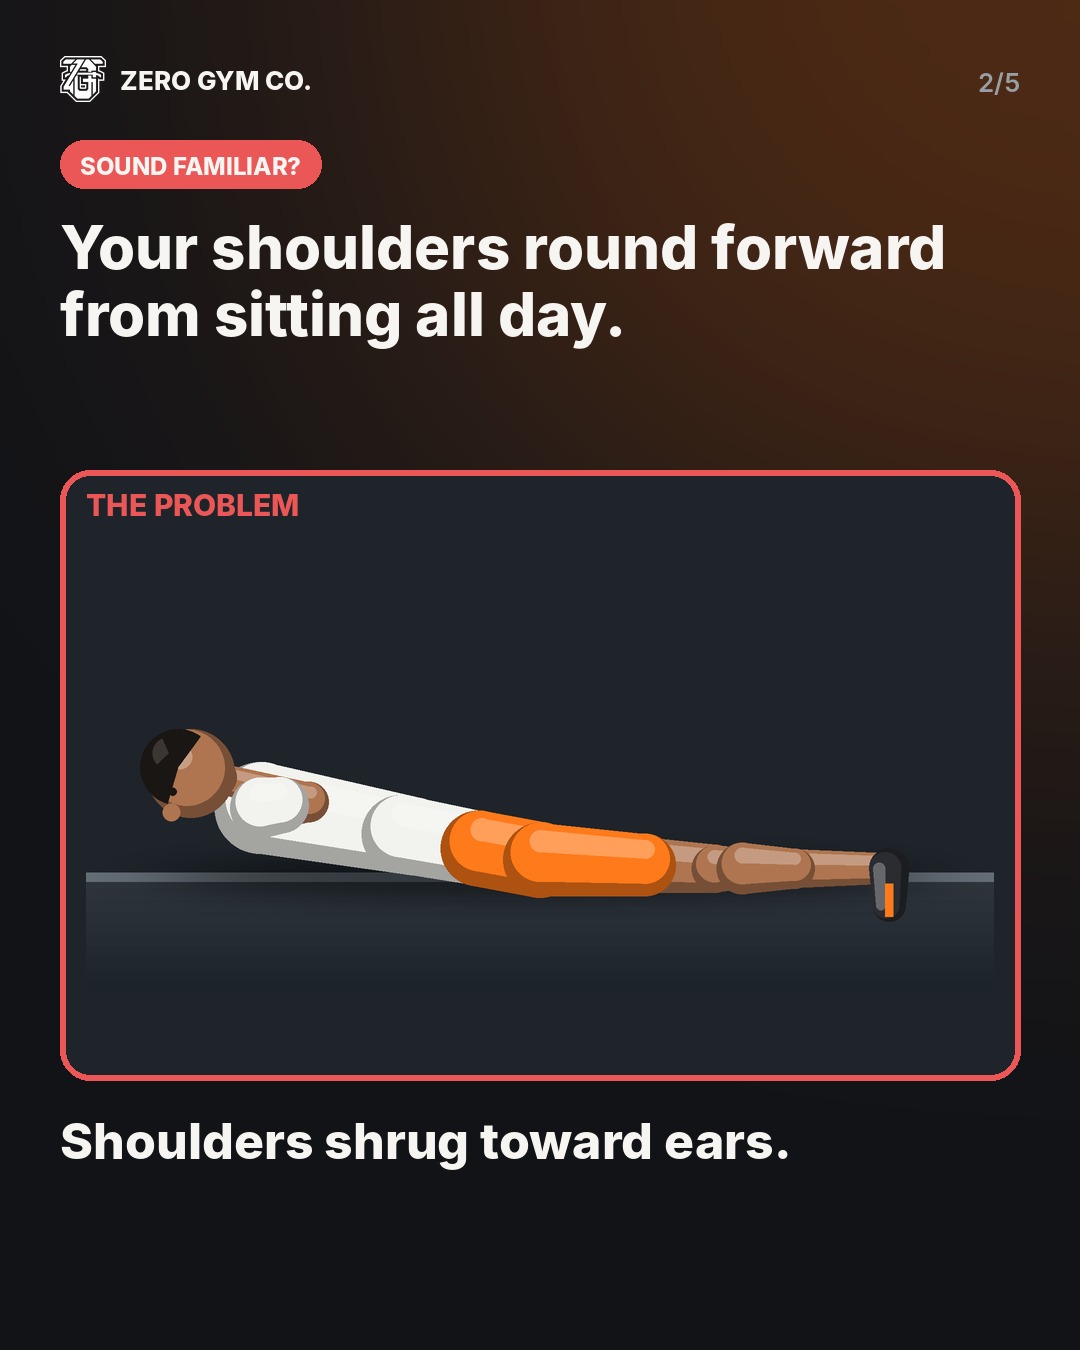 ZERO GYM CO.
2/5
SOUND FAMILIAR?
Your shoulders round forward
from sitting all day.
THE PROBLEM
Shoulders shrug toward ears.